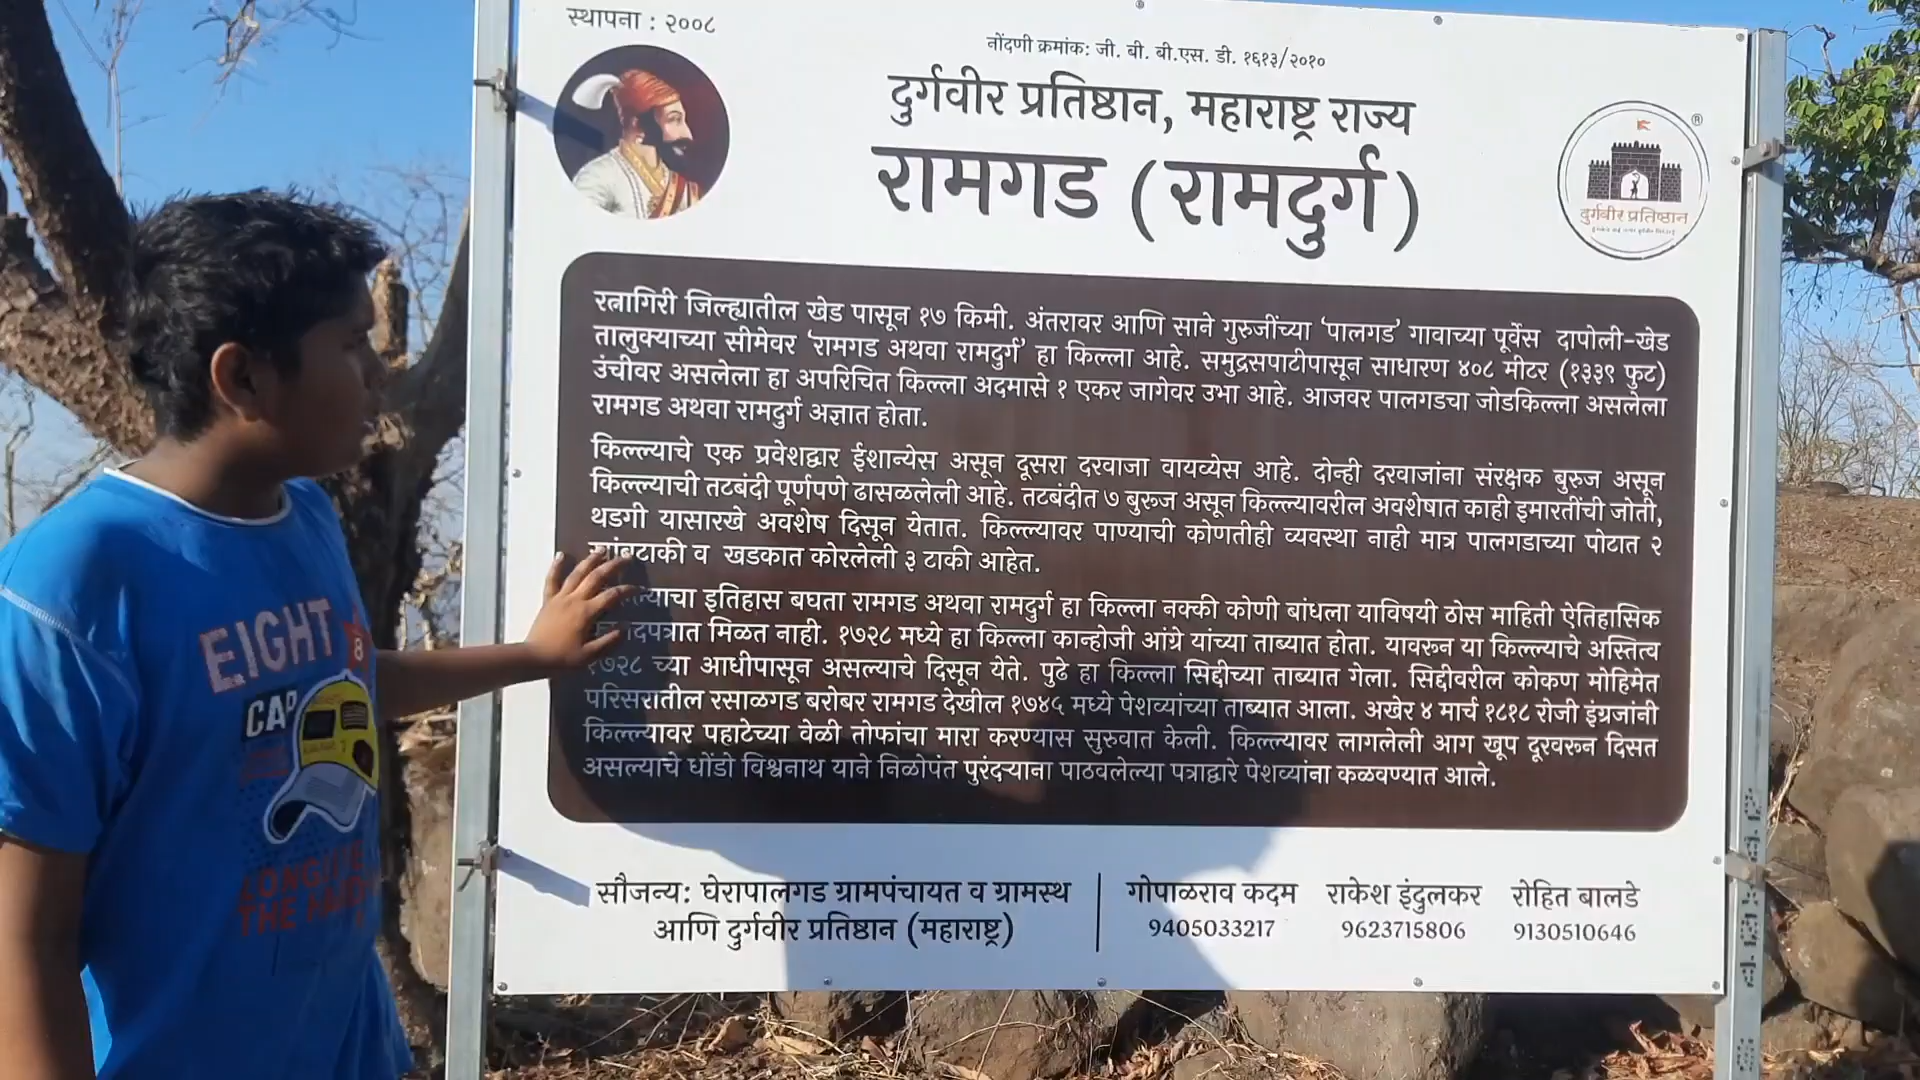 स्थापना : २००८
नोंदणी क्रमांक: जी. बी. बी.एस. डी. १६१३/२०१०
दुर्गवीर प्रतिष्ठान, महाराष्ट्र राज्य
रामगड (रामदुर्ग)
दुर्गवीर प्रतिष्ठान
रत्नागिरी जिल्ह्यातील खेड पासून १७ किमी. अंतरावर आणि साने गुरुजींच्या ‘पालगड’ गावाच्या पूर्वेस दापोली-खेड
तालुक्याच्या सीमेवर ‘रामगड अथवा रामदुर्ग’ हा किल्ला आहे. समुद्रसपाटीपासून साधारण ४०८ मीटर (१३३९ फुट)
उंचीवर असलेला हा अपरिचित किल्ला अदमासे १ एकर जागेवर उभा आहे. आजवर पालगडचा जोडकिल्ला असलेला
रामगड अथवा रामदुर्ग अज्ञात होता.
किल्ल्याचे एक प्रवेशद्वार ईशान्येस असून दूसरा दरवाजा वायव्येस आहे. दोन्ही दरवाजांना संरक्षक बुरुज असून
किल्ल्याची तटबंदी पूर्णपणे ढासळलेली आहे. तटबंदीत ७ बुरूज असून किल्ल्यावरील अवशेषात काही इमारतींची जोती,
थडगी यासारखे अवशेष दिसून येतात. किल्ल्यावर पाण्याची कोणतीही व्यवस्था नाही मात्र पालगडाच्या पोटात २
व खडकात कोरलेली ३ टाकी आहेत.
इतिहास बघता रामगड अथवा रामदुर्ग हा किल्ला नक्की कोणी बांधला याविषयी ठोस माहिती ऐतिहासिक
मिळत नाही. १७२८ मध्ये हा किल्ला कान्होजी आंग्रे यांच्या ताब्यात होता. यावरून या किल्ल्याचे अस्तित्व
१७२८ च्या आधीपासून असल्याचे दिसून येते. पुढे हा किल्ला सिद्दीच्या ताब्यात गेला. सिद्दीवरील कोकण मोहिमेत
परिसरातील रसाळगड बरोबर रामगड देखील १७४५ मध्ये पेशव्यांच्या ताब्यात आला. अखेर ४ मार्च १८१८ रोजी इंग्रजांनी
किल्ल्यावर पहाटेच्या वेळी तोफांचा मारा करण्यास सुरुवात केली. किल्ल्यावर लागलेली आग खूप दूरवरून दिसत
असल्याचे धोंडो विश्वनाथ याने निळोपंत पुरंदऱ्याना पाठवलेल्या पत्राद्वारे पेशव्यांना कळवण्यात आले.
सौजन्य: घेरापालगड ग्रामपंचायत व ग्रामस्थ
आणि दुर्गवीर प्रतिष्ठान (महाराष्ट्र)
गोपाळराव कदम राकेश इंदुलकर रोहित बालडे
9405033217 9623715806 9130510646
EIGHT
8
CAP